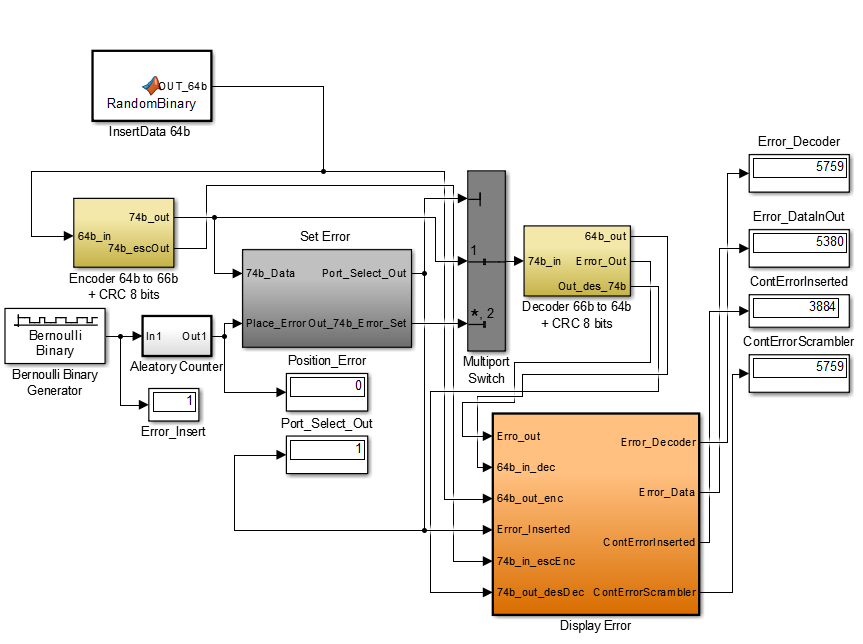 OUT_64b
RandomBinary
InsertData 64b
Error_Decoder
5759
Error_DataInOut
5380
ContErrorInserted
3884
ContErrorScrambler
5759
74b_out
64b_in
74b_escOut
Encoder 64b to 66b
+ CRC 8 bits
Set Error
74b_Data
Port_Select_Out
Place_Error
Out_74b_Error_Set
1
*, 2
Multiport
Switch
64b_out
74b_in
Error_Out
Out_des_74b
Decoder 66b to 64b
+ CRC 8 bits
Bernoulli
Binary
Bernoulli Binary
Generator
In1
Out1
Aleatory Counter
1
Error_Insert
Position_Error
0
Port_Select_Out
1
Erro_out
64b_in_dec
64b_out_enc
Error_Inserted
74b_in_escEnc
74b_out_desDec
Error_Decoder
Error_Data
ContErrorInserted
ContErrorScrambler
Display Error